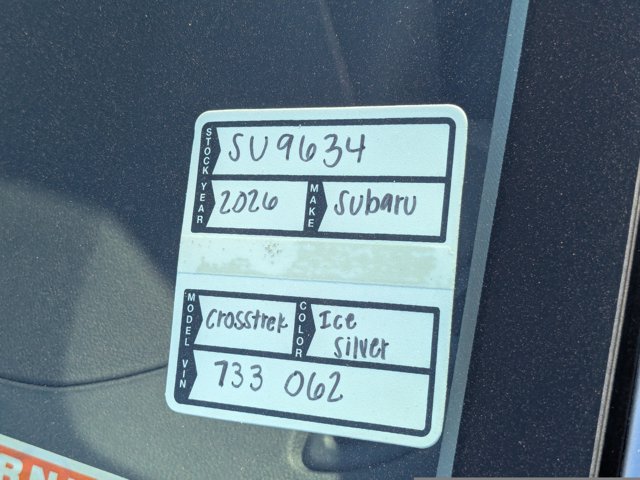 STOCK SU9634
YEAR 2026 MAKE Subaru
MODEL Crosstrek COLOR Ice
Silver
VIN 733 062